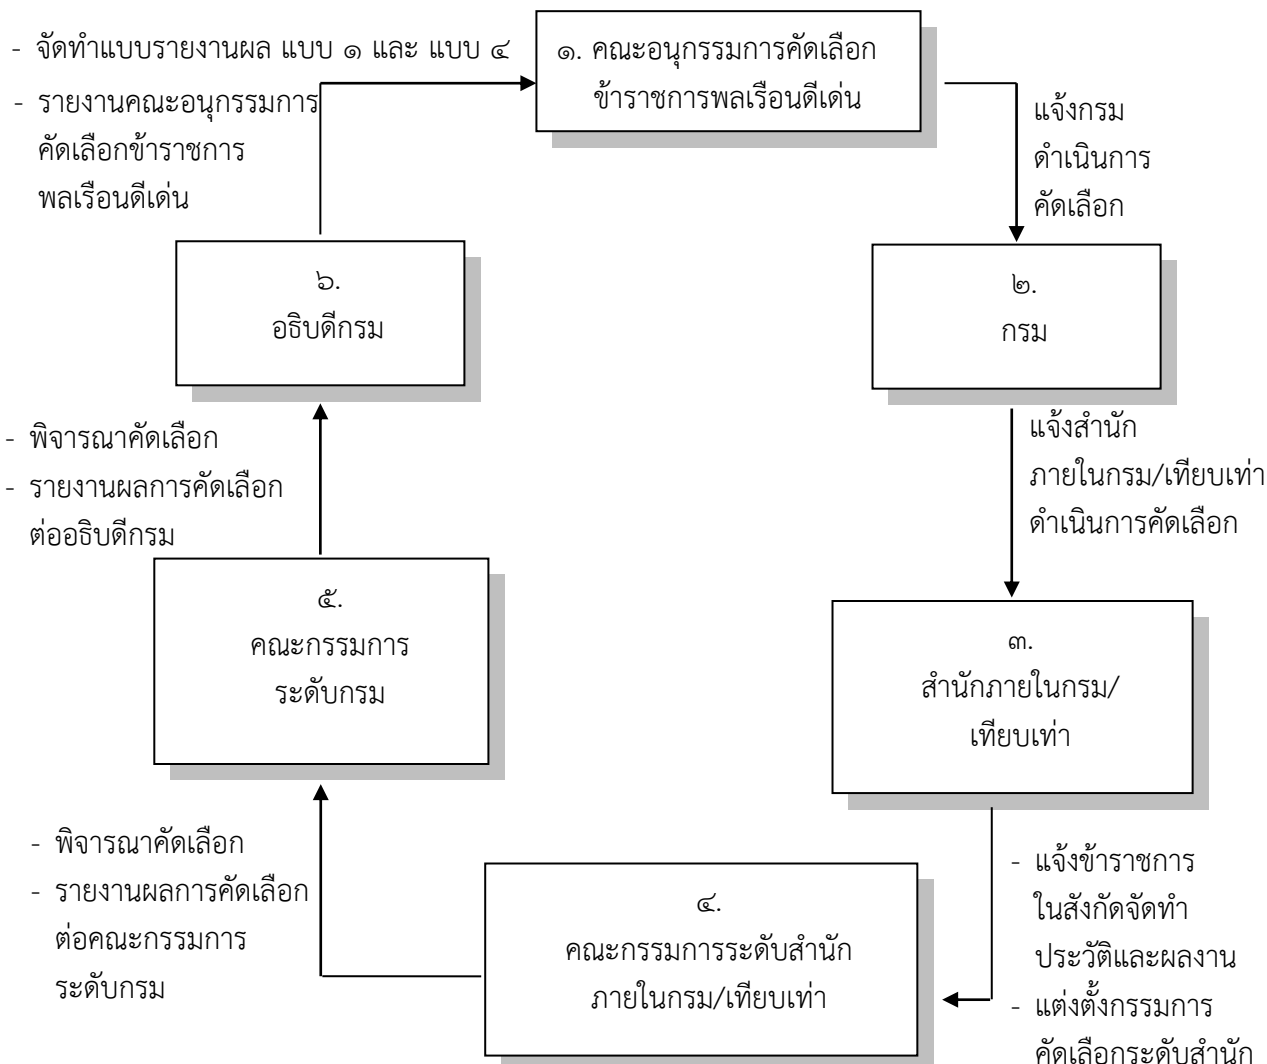 ๑. คณะอนุกรรมการคัดเลือก
ข้าราชการพลเรือนดีเด่น
แจ้งกรม
ดำเนินการ
คัดเลือก
๒.
กรม
แจ้งสำนัก
ภายในกรม/เทียบเท่า
ดำเนินการคัดเลือก
๓.
สำนักภายในกรม/
เทียบเท่า
- แจ้งข้าราชการ
ในสังกัดจัดทำ
ประวัติและผลงาน
- แต่งตั้งกรรมการ
คัดเลือกระดับสำนัก
๔.
คณะกรรมการระดับสำนัก
ภายในกรม/เทียบเท่า
- พิจารณาคัดเลือก
- รายงานผลการคัดเลือก
ต่อคณะกรรมการ
ระดับกรม
๕.
คณะกรรมการ
ระดับกรม
- พิจารณาคัดเลือก
- รายงานผลการคัดเลือก
ต่ออธิบดีกรม
๖.
อธิบดีกรม
- จัดทำแบบรายงานผล แบบ ๑ และ แบบ ๔
- รายงานคณะอนุกรรมการ
คัดเลือกข้าราชการ
พลเรือนดีเด่น